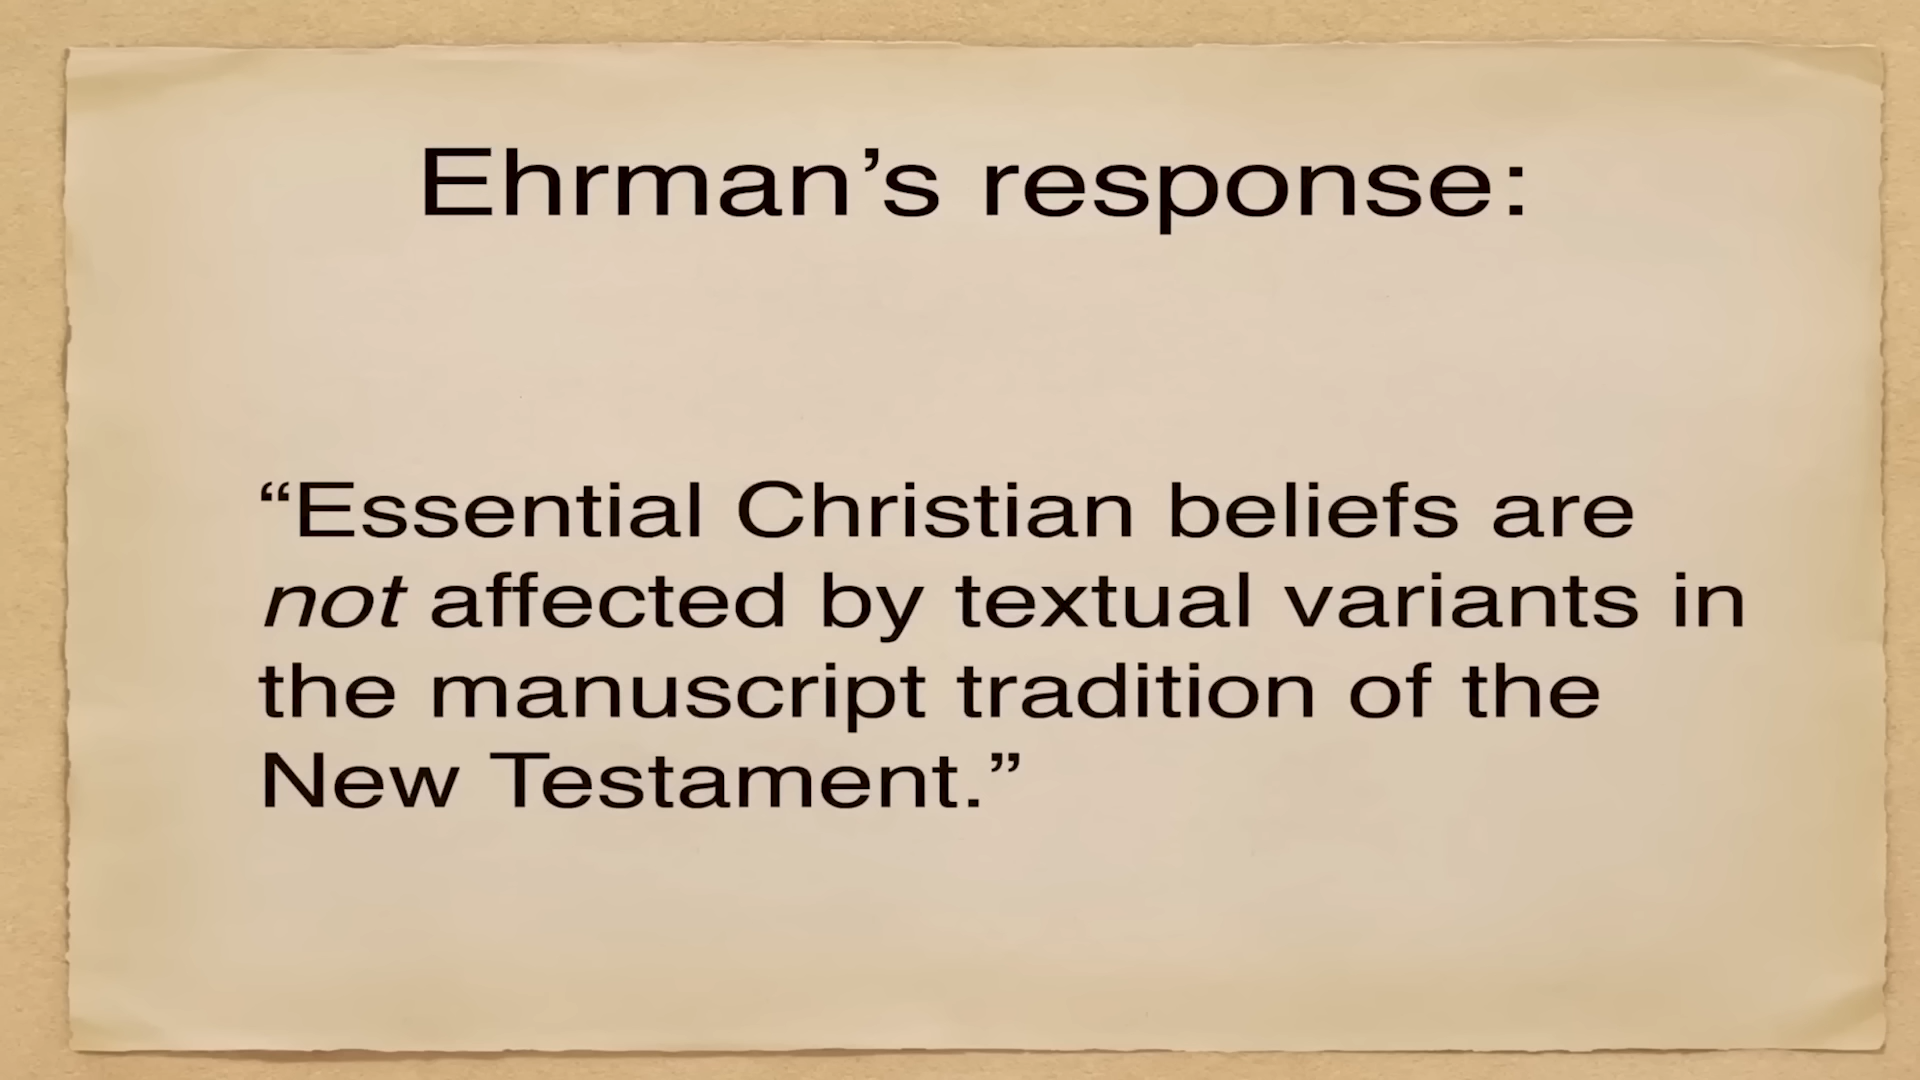 Ehrman’s response:
“Essential Christian beliefs are
not affected by textual variants in
the manuscript tradition of the
New Testament.”